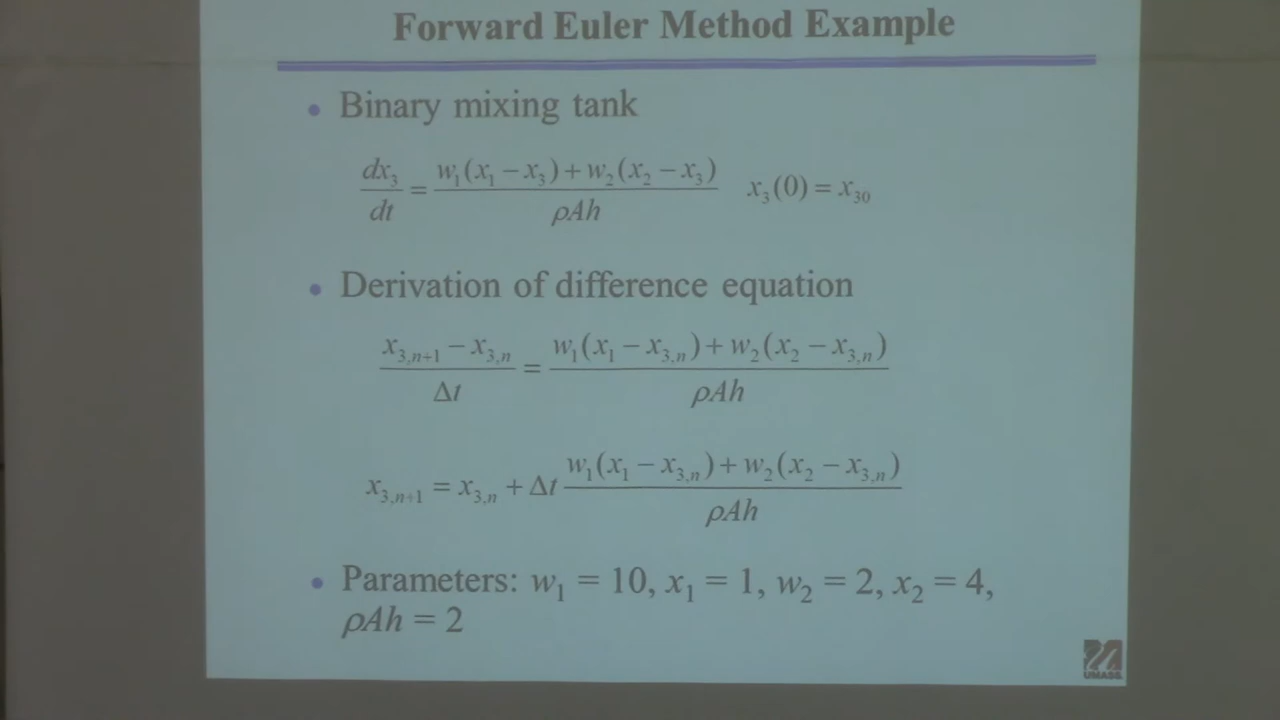 Forward Euler Method Example
• Binary mixing tank
dx₃/dt = (w₁(x₁ − x₃) + w₂(x₂ − x₃))/(ρAh)   x₃(0) = x₃₀
• Derivation of difference equation
(x₃,ₙ₊₁ − x₃,ₙ)/Δt = (w₁(x₁ − x₃,ₙ) + w₂(x₂ − x₃,ₙ))/(ρAh)
x₃,ₙ₊₁ = x₃,ₙ + Δt (w₁(x₁ − x₃,ₙ) + w₂(x₂ − x₃,ₙ))/(ρAh)
• Parameters: w₁ = 10, x₁ = 1, w₂ = 2, x₂ = 4,
ρAh = 2
UMASS